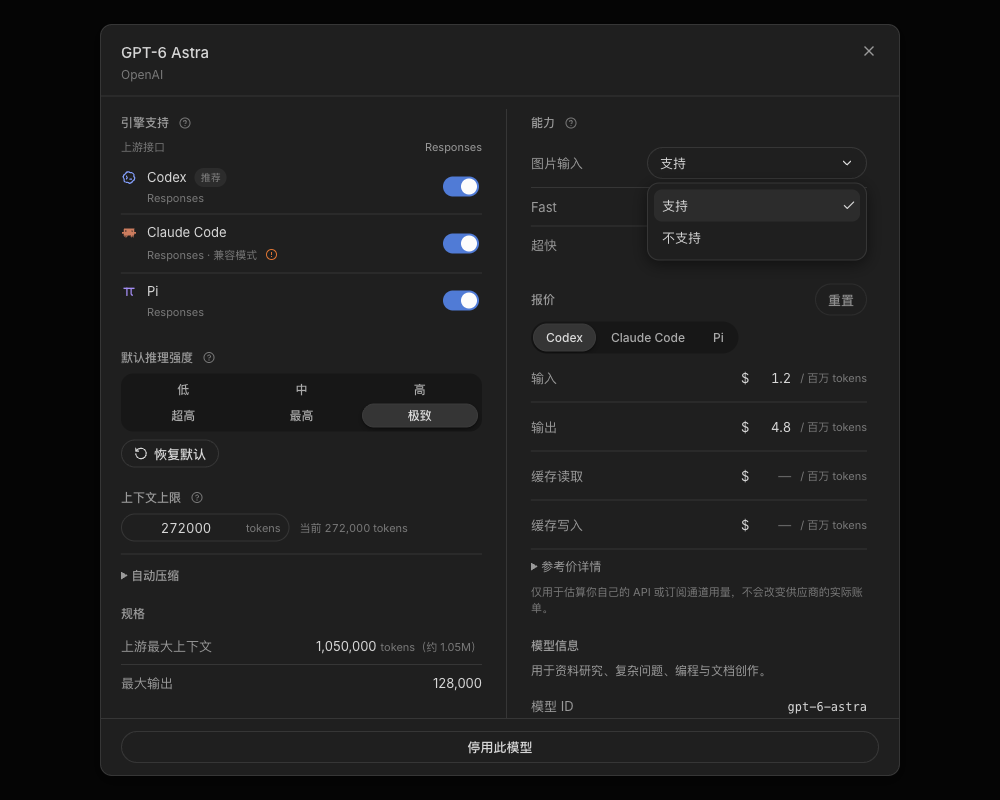 GPT-6 Astra
OpenAI
引擎支持
上游接口 Responses
Codex 推荐
Responses
Claude Code
Responses · 兼容模式
Pi
Responses
默认推理强度
低 中 高
超高 最高 极致
恢复默认
上下文上限
272000 tokens 当前 272,000 tokens
自动压缩
规格
上游最大上下文 1,050,000 tokens（约 1.05M）
最大输出 128,000
能力
图片输入 支持
支持
Fast
不支持
超快
报价 重置
Codex Claude Code Pi
输入 $ 1.2 / 百万 tokens
输出 $ 4.8 / 百万 tokens
缓存读取 $ — / 百万 tokens
缓存写入 $ — / 百万 tokens
参考价详情
仅用于估算你自己的 API 或订阅通道用量，不会改变供应商的实际账
单。
模型信息
用于资料研究、复杂问题、编程与文档创作。
模型 ID gpt-6-astra
停用此模型